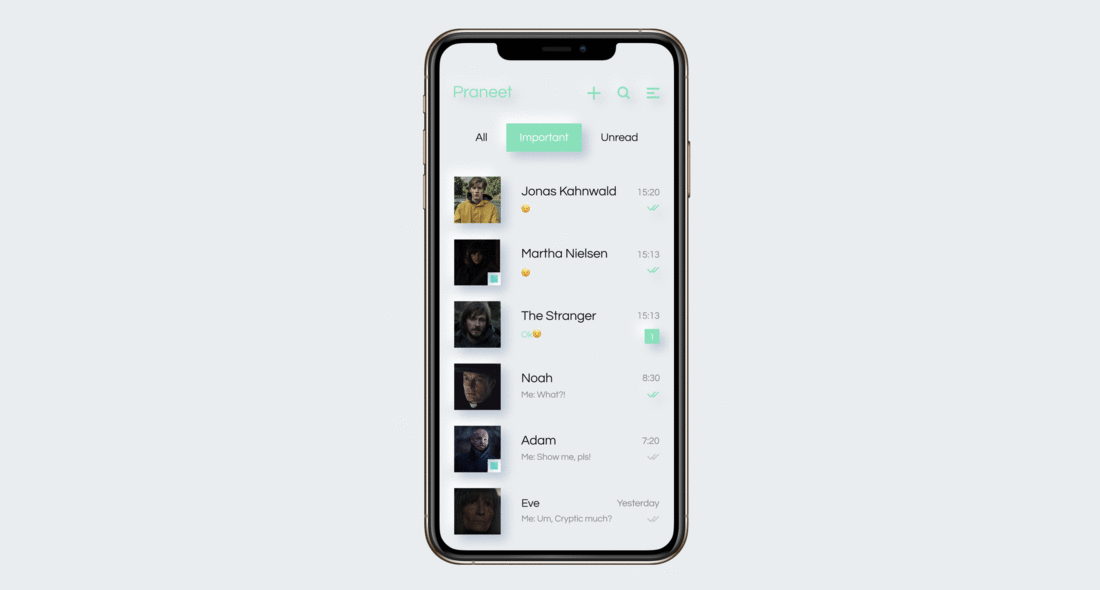 Praneet
All Important Unread
Jonas Kahnwald 15:20
😔
Martha Nielsen 15:13
😔
The Stranger 15:13
Ok😔 1
Noah 8:30
Me: What?!
Adam 7:20
Me: Show me, pls!
Eve Yesterday
Me: Um, Cryptic much?